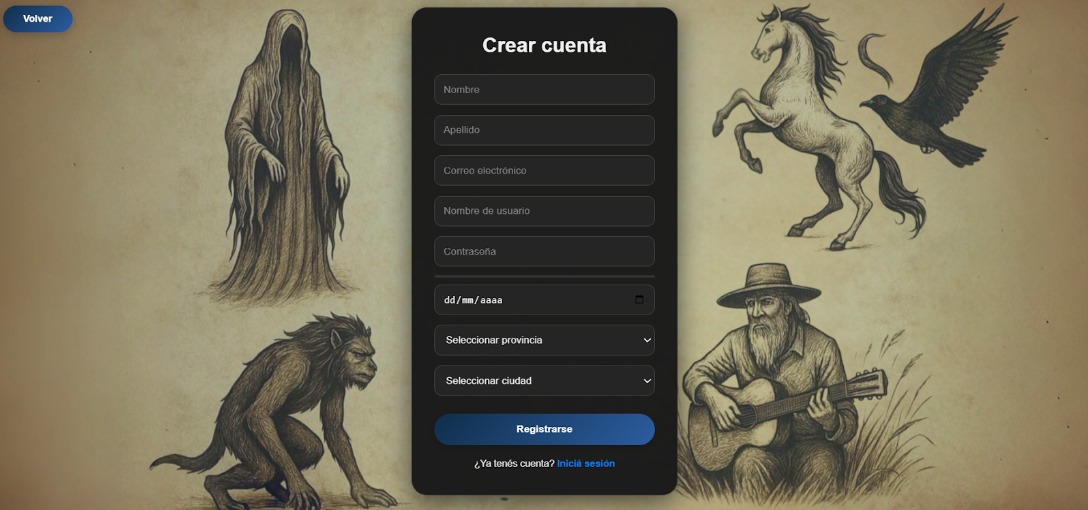 Volver
Crear cuenta
Nombre
Apellido
Correo electrónico
Nombre de usuario
Contrasoña
dd/mm/aaaa
Seleccionar provincia
Seleccionar ciudad
Registrarse
¿Ya tenés cuenta? Iniciá sesión